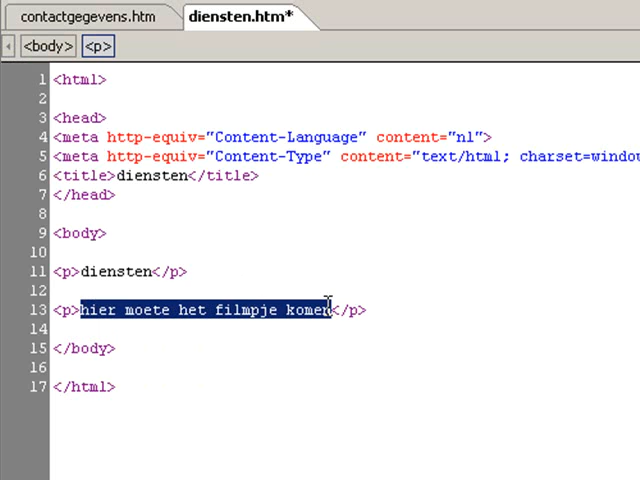 contactgegevens.htm diensten.htm*
<body> <p>
1 <html>
2
3 <head>
4 <meta http-equiv="Content-Language" content="nl">
5 <meta http-equiv="Content-Type" content="text/html; charset=window
6 <title>diensten</title>
7 </head>
8
9 <body>
10
11 <p>diensten</p>
12
13 <p>hier moete het filmpje komen</p>
14
15 </body>
16
17 </html>